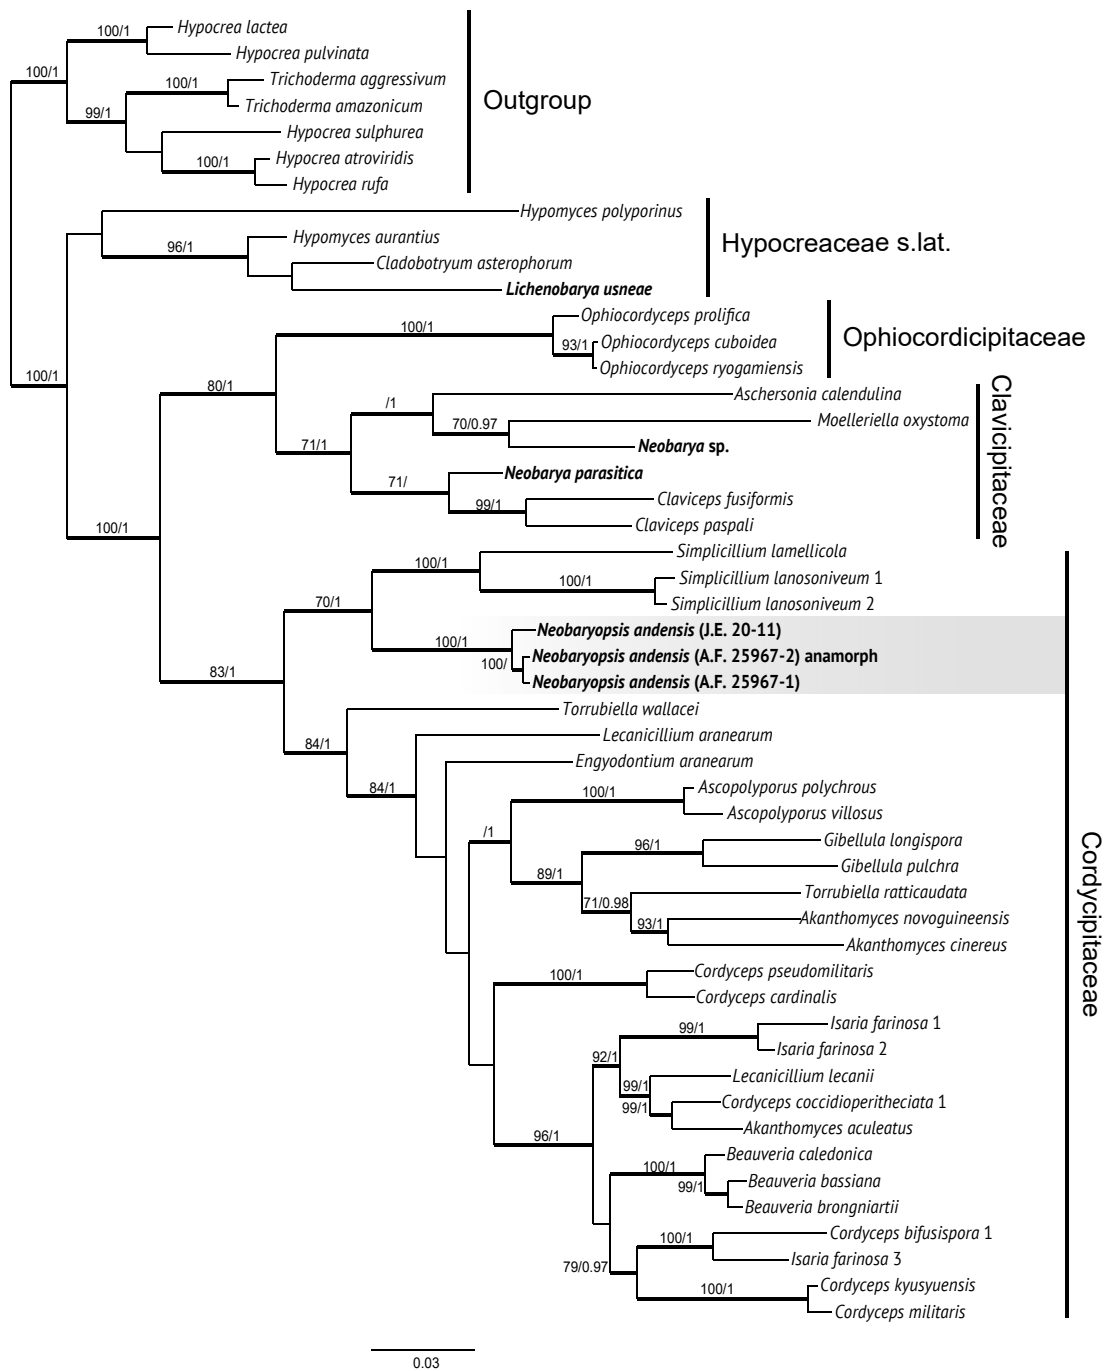 Hypocrea lactea
100/1
Hypocrea pulvinata
100/1
Trichoderma aggressivum
100/1
Trichoderma amazonicum
99/1
Outgroup
Hypocrea sulphurea
Hypocrea atroviridis
100/1
Hypocrea rufa
Hypomyces polyporinus
Hypomyces aurantius
96/1
Hypocreaceae s.lat.
Cladobotryum asterophorum
Lichenobarya usneae
Ophiocordyceps prolifica
100/1
Ophiocordyceps cuboidea
93/1
Ophiocordicipitaceae
Ophiocordyceps ryogamiensis
100/1
80/1
Aschersonia calendulina
/1
Moelleriella oxystoma
70/0.97
Neobarya sp.
71/1
Clavicipitaceae
Neobarya parasitica
71/
Claviceps fusiformis
99/1
Claviceps paspali
100/1
Simplicillium lamellicola
100/1
Simplicillium lanosoniveum 1
100/1
Simplicillium lanosoniveum 2
70/1
Neobaryopsis andensis (J.E. 20-11)
100/1
Neobaryopsis andensis (A.F. 25967-2) anamorph
100/
Neobaryopsis andensis (A.F. 25967-1)
83/1
Torrubiella wallacei
Lecanicillium aranearum
84/1
Engyodontium aranearum
84/1
Ascopolyporus polychrous
100/1
Ascopolyporus villosus
/1
Gibellula longispora
96/1
Gibellula pulchra
89/1
Torrubiella ratticaudata
71/0.98
Akanthomyces novoguineensis
93/1
Akanthomyces cinereus
Cordycipitaceae
Cordyceps pseudomilitaris
100/1
Cordyceps cardinalis
Isaria farinosa 1
99/1
Isaria farinosa 2
92/1
Lecanicillium lecanii
99/1
Cordyceps coccidioperitheciata 1
99/1
Akanthomyces aculeatus
96/1
Beauveria caledonica
100/1
Beauveria bassiana
99/1
Beauveria brongniartii
Cordyceps bifusispora 1
100/1
Isaria farinosa 3
79/0.97
Cordyceps kyusyuensis
100/1
Cordyceps militaris
0.03